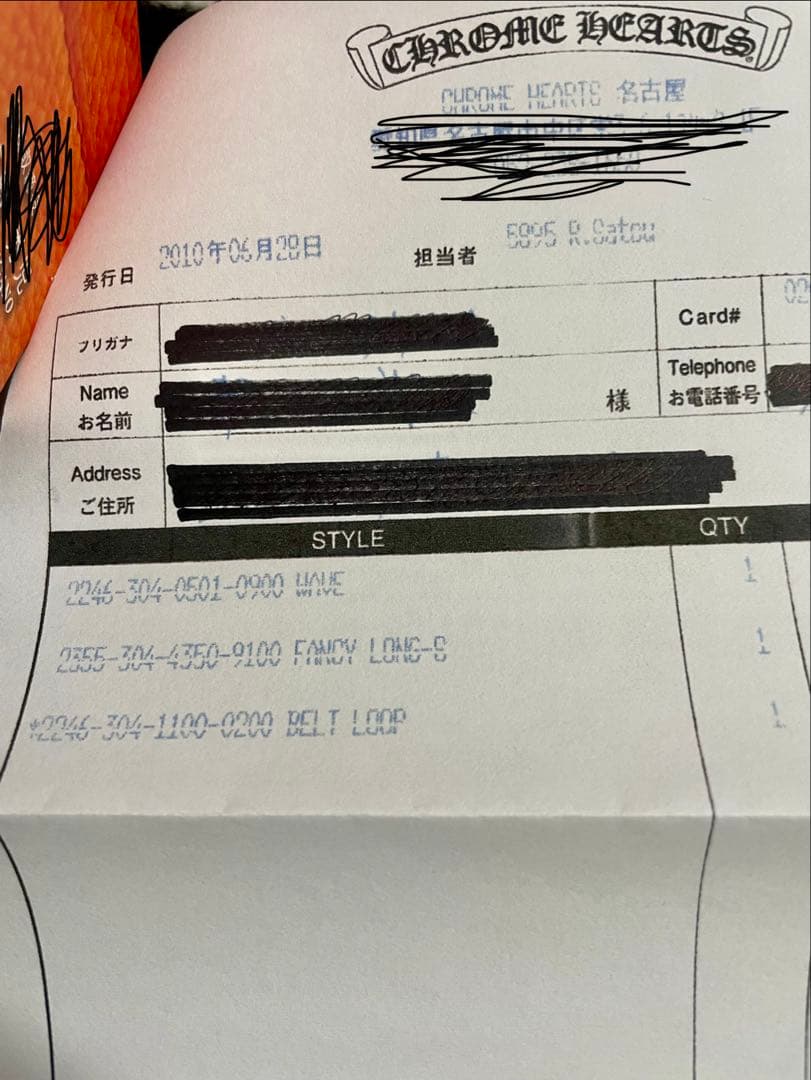 CHROME HEARTS
CHROME HEARTS 名古屋
発行日 2010年06月28日 担当者 5895 R.Satou
フリガナ
Card# 02
Name
お名前 様
Telephone
お電話番号
Address
ご住所
STYLE QTY
2246-304-0501-0900 WAVE 1
2355-304-4350-9100 FANCY LONG-S 1
*2246-304-1100-0200 BELT LOOP 1